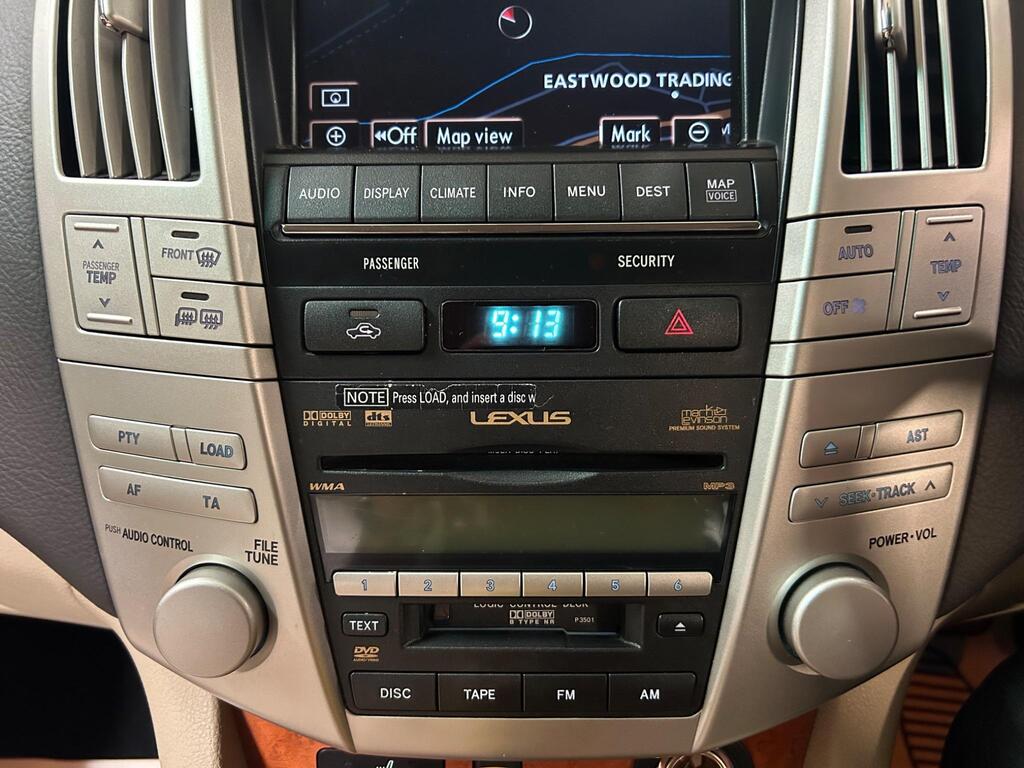 EASTWOOD TRADING
Off
Map view
Mark
AUDIO
DISPLAY
CLIMATE
INFO
MENU
DEST
MAP
VOICE
PASSENGER
SECURITY
PASSENGER
TEMP
FRONT
AUTO
OFF
TEMP
9:13
NOTE Press LOAD, and insert a disc w
DOLBY
DIGITAL
dts
LEXUS
mark
levinson
PREMIUM SOUND SYSTEM
PTY
LOAD
AF
TA
AST
SEEK·TRACK
WMA
MP3
PUSH AUDIO CONTROL
FILE
TUNE
POWER·VOL
1 2 3 4 5 6
LOGIC CONTROL DECK
DOLBY
B TYPE NR
P3501
TEXT
DVD
AUDIO/VIDEO
DISC
TAPE
FM
AM